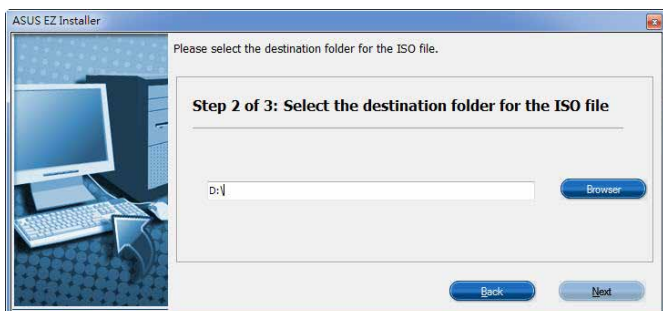 ASUS EZ Installer
Please select the destination folder for the ISO file.
Step 2 of 3: Select the destination folder for the ISO file
D:\
Browser
Back Next